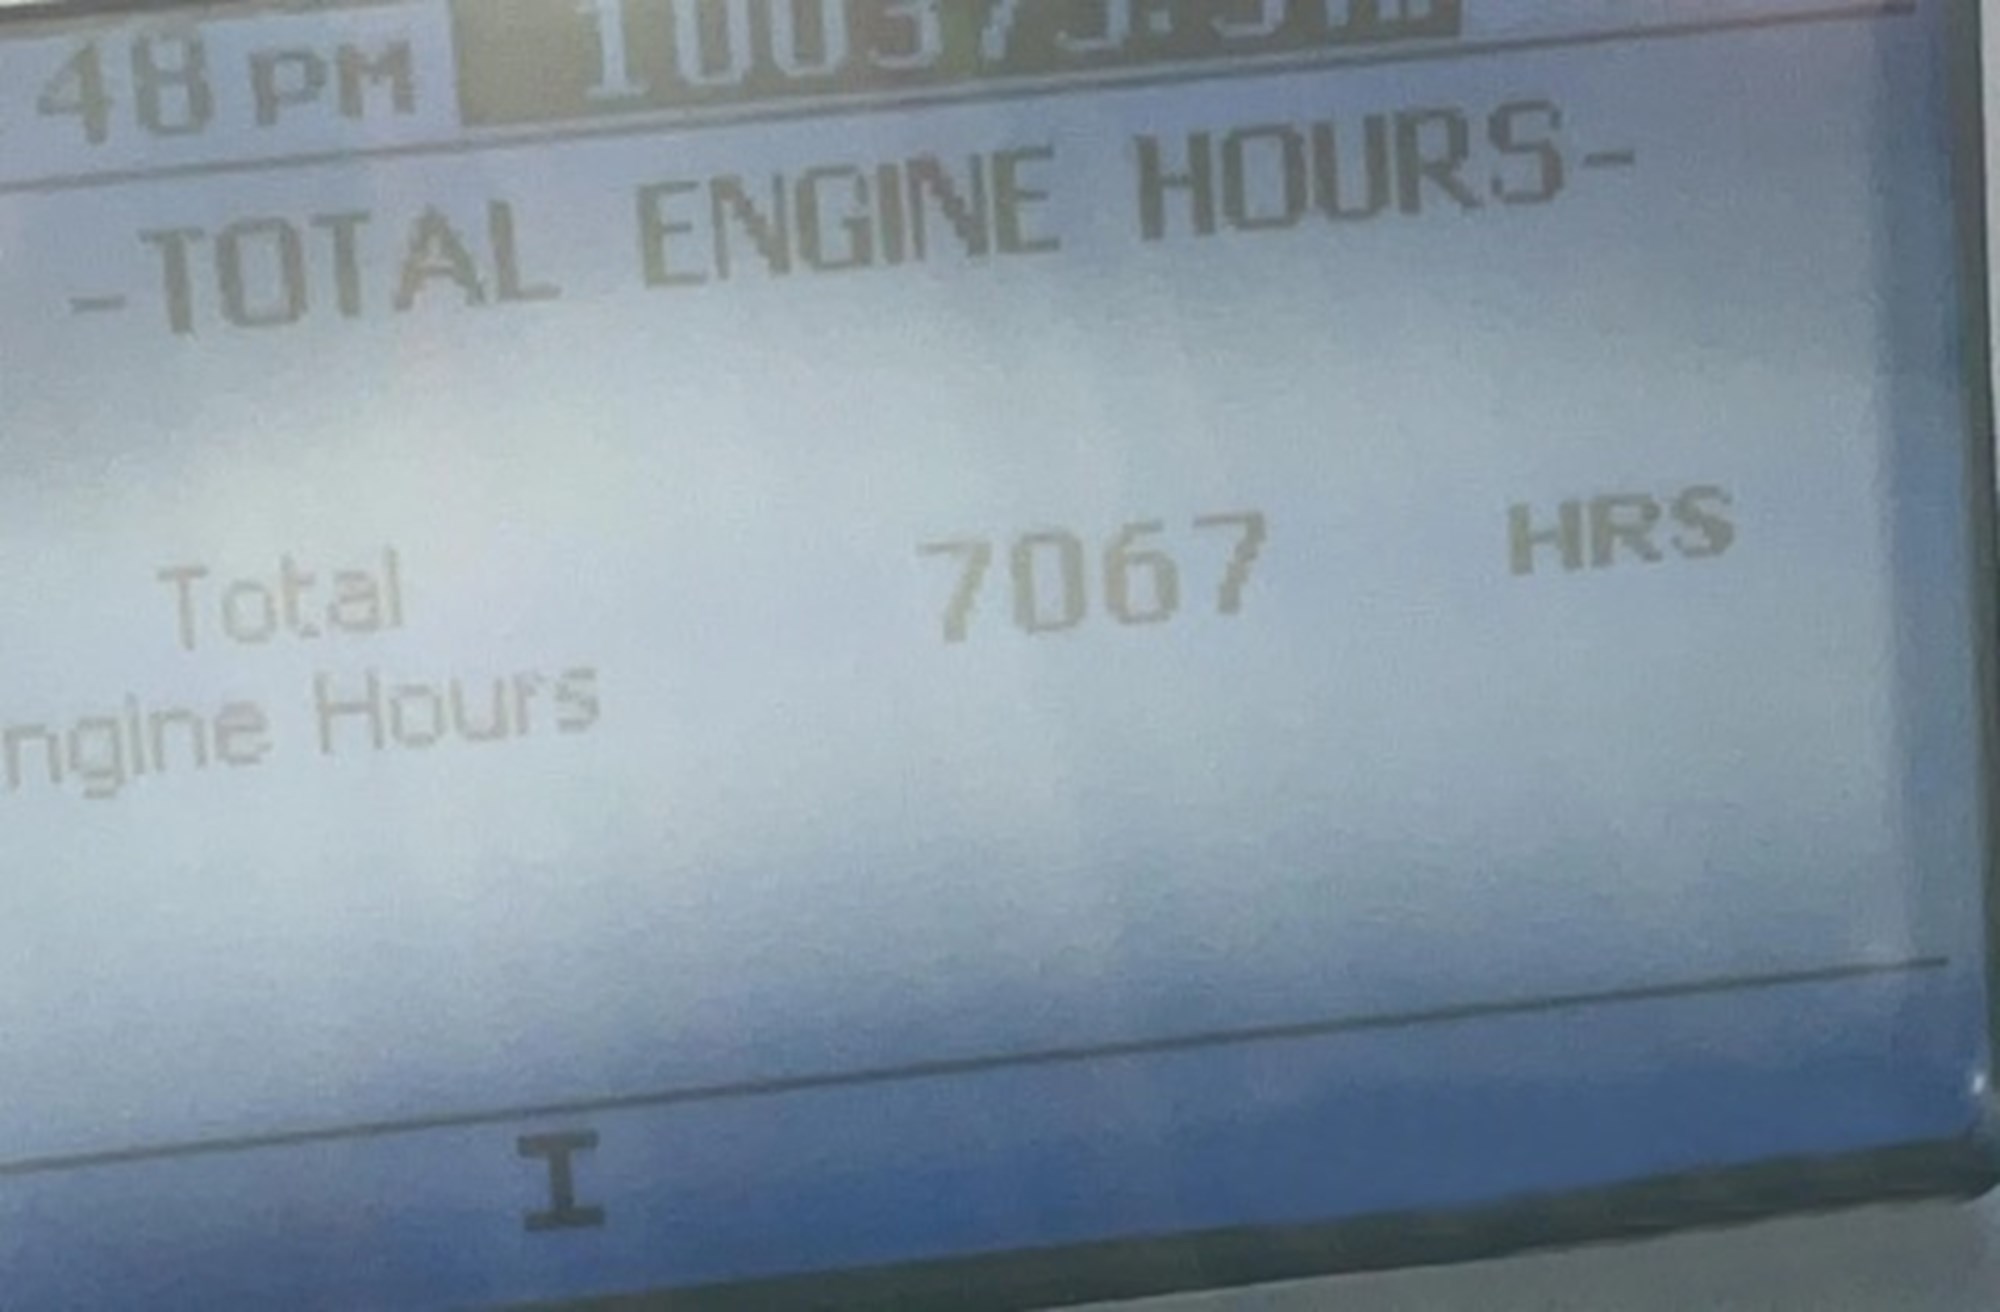 48 PM
-TOTAL ENGINE HOURS-
Total 7067 HRS
ngine Hours
I